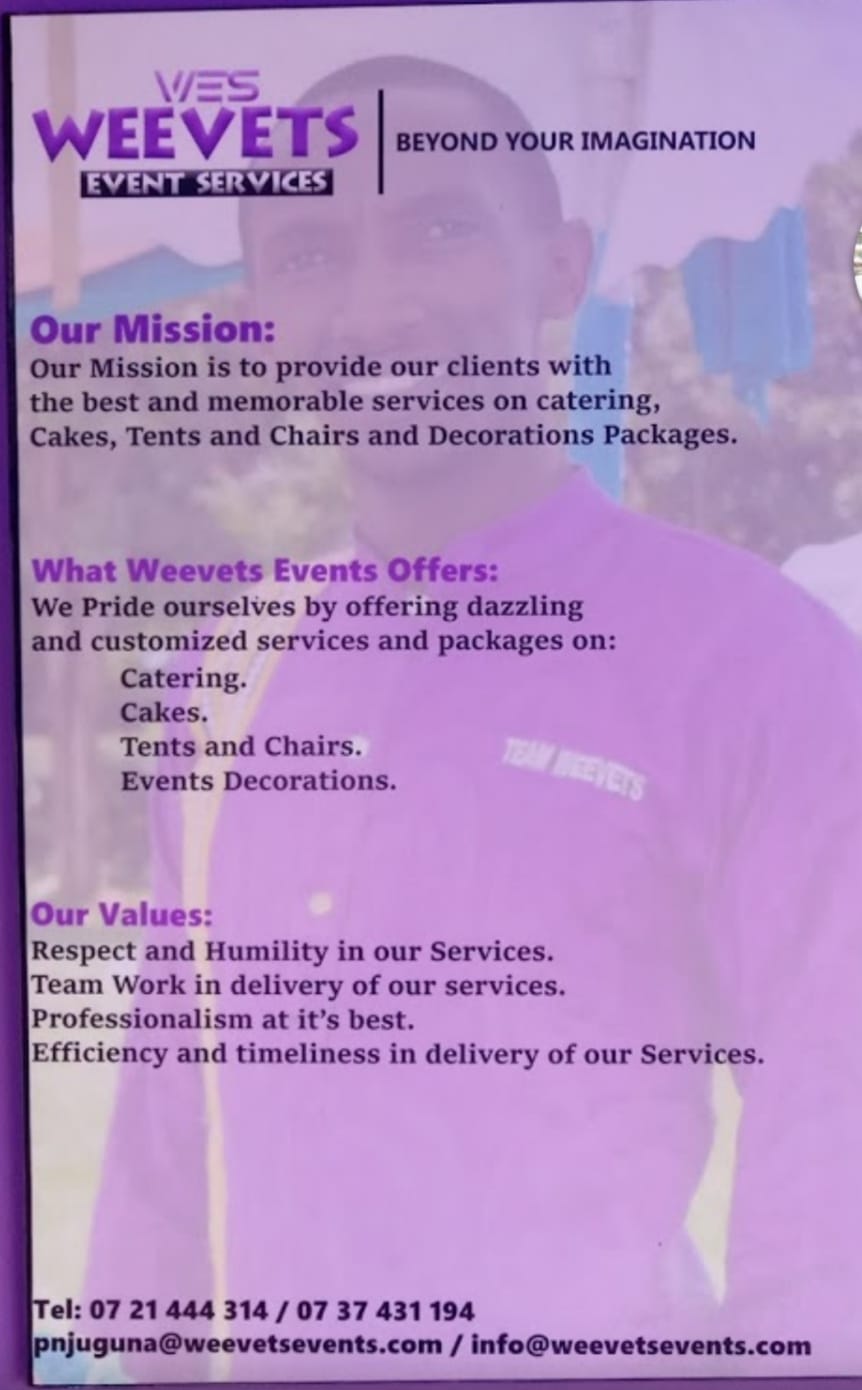 WES
WEEVETS
EVENT SERVICES
BEYOND YOUR IMAGINATION
Our Mission:
Our Mission is to provide our clients with
the best and memorable services on catering,
Cakes, Tents and Chairs and Decorations Packages.
What Weevets Events Offers:
We Pride ourselves by offering dazzling
and customized services and packages on:
Catering.
Cakes.
Tents and Chairs.
Events Decorations.
TEAM WEEVETS
Our Values:
Respect and Humility in our Services.
Team Work in delivery of our services.
Professionalism at it's best.
Efficiency and timeliness in delivery of our Services.
Tel: 07 21 444 314 / 07 37 431 194
pnjuguna@weevetsevents.com / info@weevetsevents.com